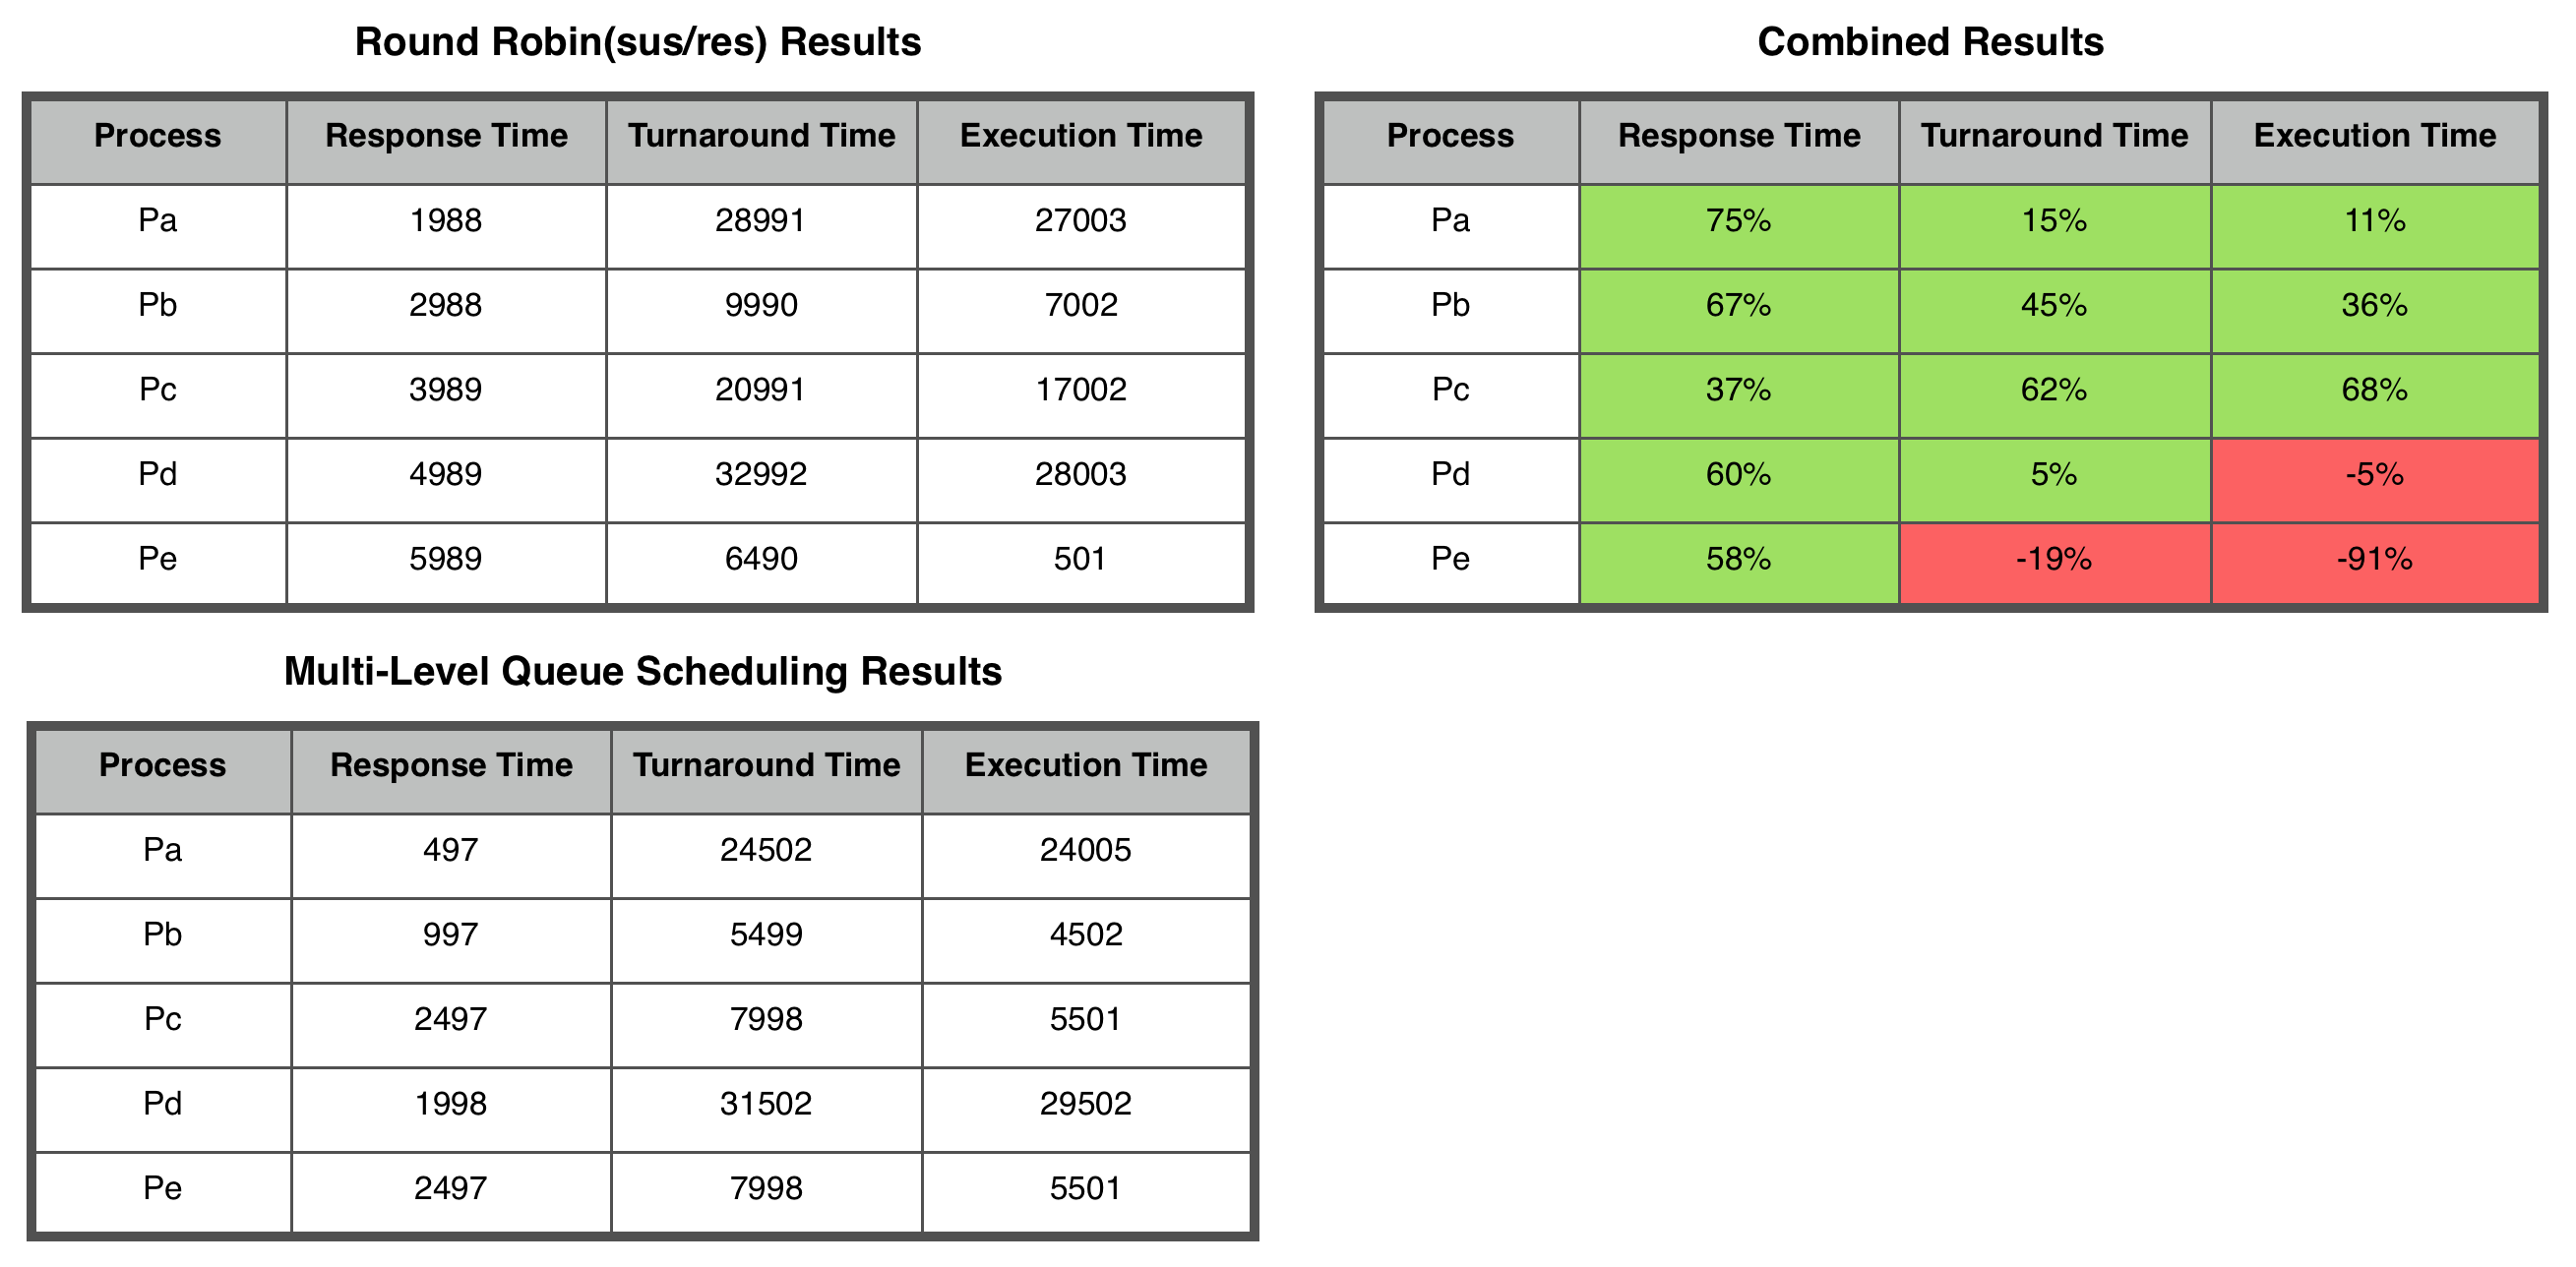 Round Robin(sus/res) Results
Process Response Time Turnaround Time Execution Time
Pa 1988 28991 27003
Pb 2988 9990 7002
Pc 3989 20991 17002
Pd 4989 32992 28003
Pe 5989 6490 501
Combined Results
Process Response Time Turnaround Time Execution Time
Pa 75% 15% 11%
Pb 67% 45% 36%
Pc 37% 62% 68%
Pd 60% 5% -5%
Pe 58% -19% -91%
Multi-Level Queue Scheduling Results
Process Response Time Turnaround Time Execution Time
Pa 497 24502 24005
Pb 997 5499 4502
Pc 2497 7998 5501
Pd 1998 31502 29502
Pe 2497 7998 5501